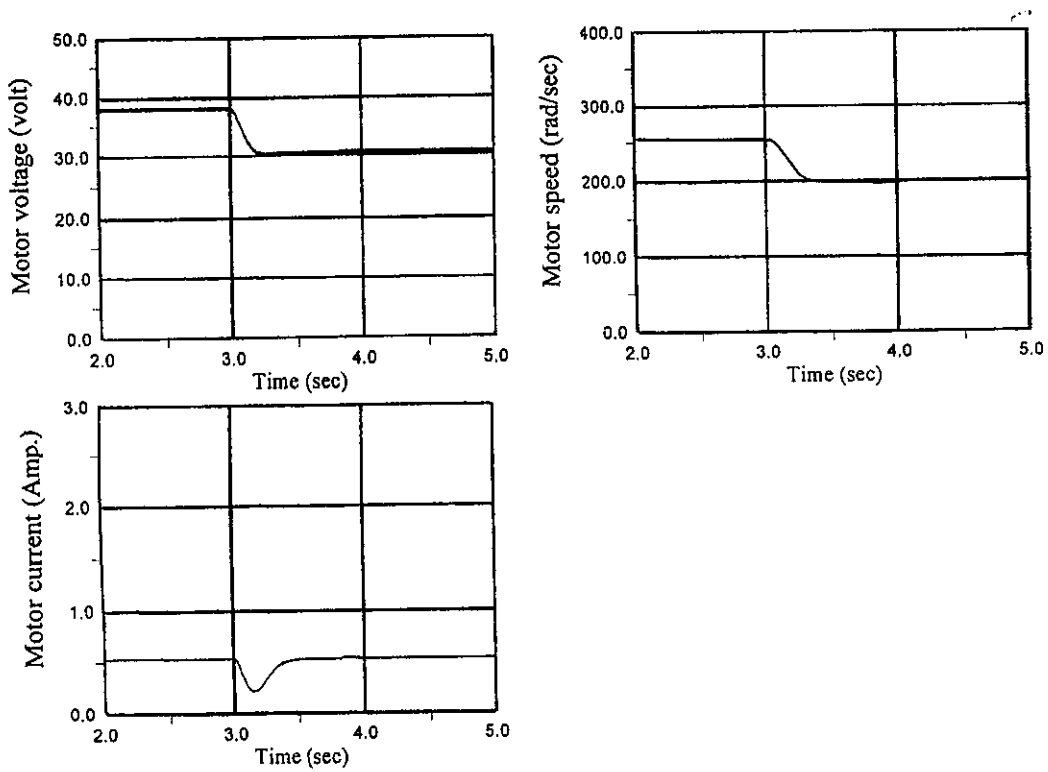 Motor voltage (volt)
50.0
40.0
30.0
20.0
10.0
0.0
2.0 3.0 4.0 5.0
Time (sec)
Motor speed (rad/sec)
400.0
300.0
200.0
100.0
0.0
2.0 3.0 4.0 5.0
Time (sec)
Motor current (Amp.)
3.0
2.0
1.0
0.0
2.0 3.0 4.0 5.0
Time (sec)